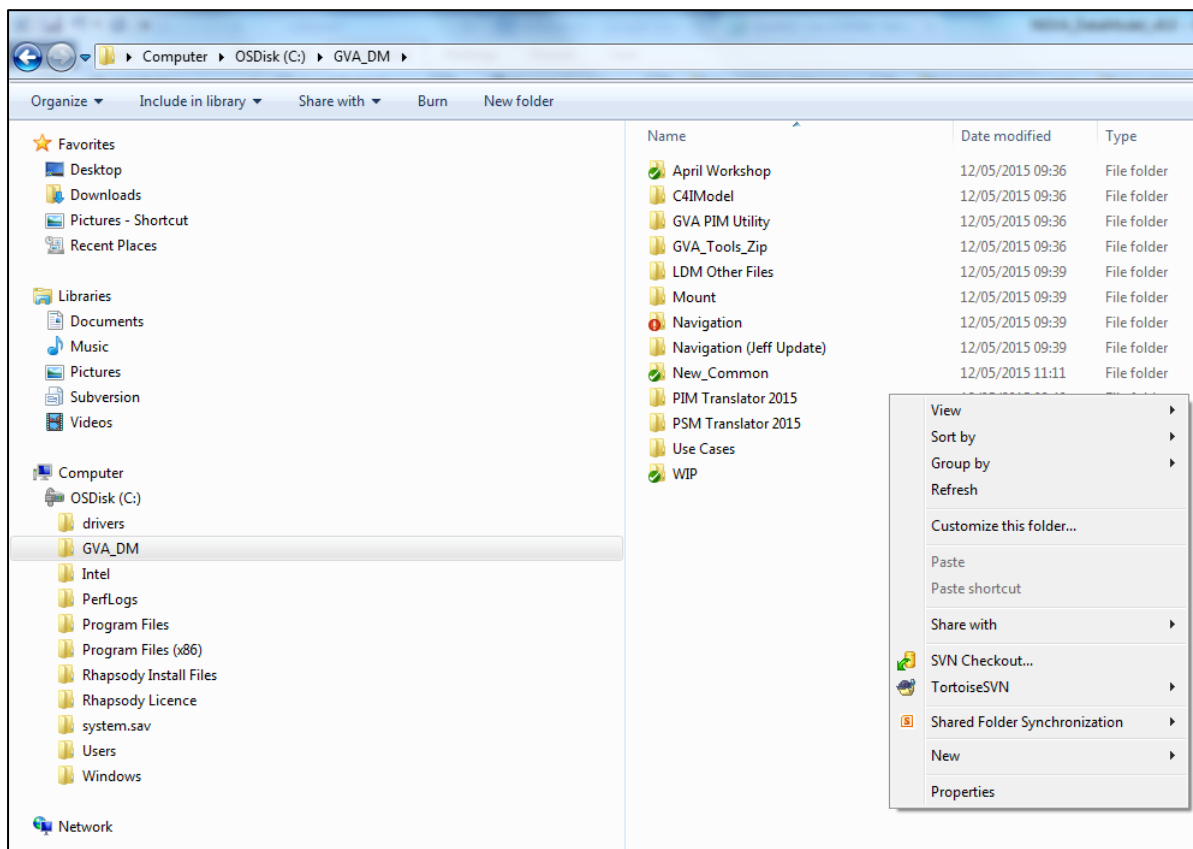 Computer OSDisk (C:) GVA_DM
Organize Include in library Share with Burn New folder
Favorites
Desktop
Downloads
Pictures - Shortcut
Recent Places
Libraries
Documents
Music
Pictures
Subversion
Videos
Computer
OSDisk (C:)
drivers
GVA_DM
Intel
PerfLogs
Program Files
Program Files (x86)
Rhapsody Install Files
Rhapsody Licence
system.sav
Users
Windows
Network
Name Date modified Type
April Workshop 12/05/2015 09:36 File folder
C4IModel 12/05/2015 09:36 File folder
GVA PIM Utility 12/05/2015 09:36 File folder
GVA_Tools_Zip 12/05/2015 09:36 File folder
LDM Other Files 12/05/2015 09:39 File folder
Mount 12/05/2015 09:39 File folder
Navigation 12/05/2015 09:39 File folder
Navigation (Jeff Update) 12/05/2015 09:39 File folder
New_Common 12/05/2015 11:11 File folder
PIM Translator 2015
PSM Translator 2015
Use Cases
WIP
View
Sort by
Group by
Refresh
Customize this folder...
Paste
Paste shortcut
Share with
SVN Checkout...
TortoiseSVN
Shared Folder Synchronization
New
Properties